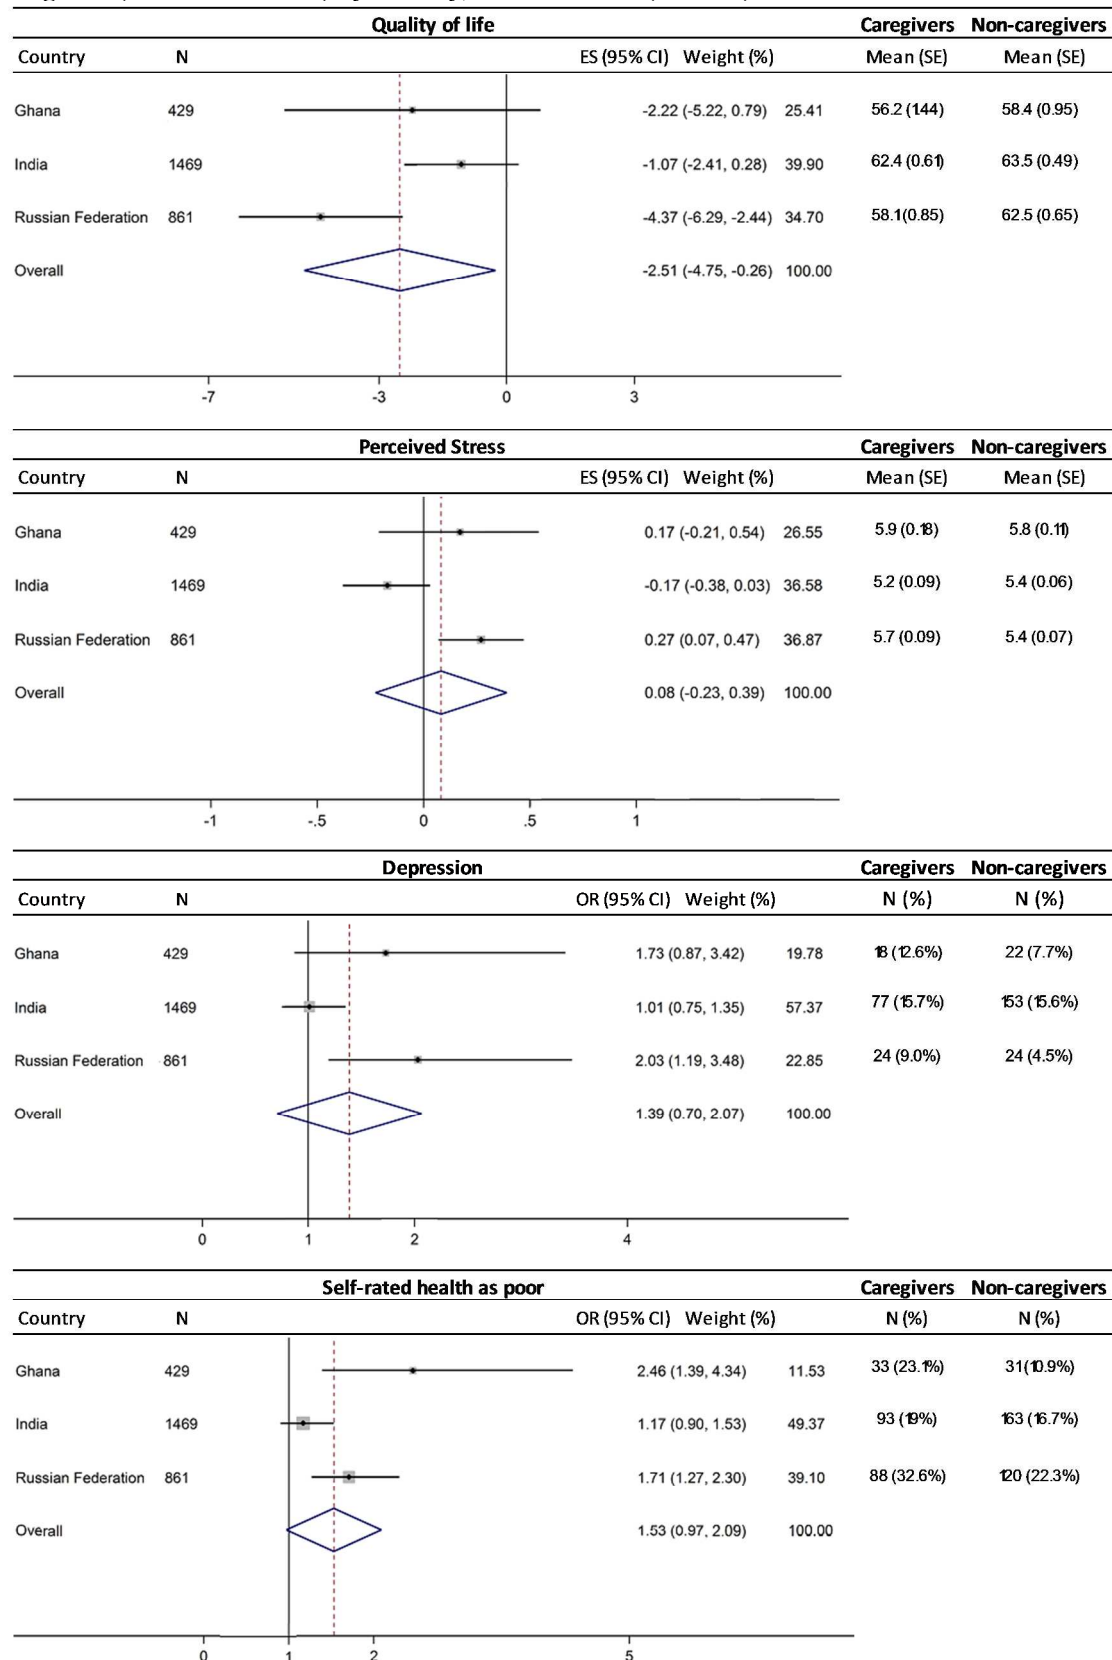 Quality of life Caregivers Non-caregivers
Country N ES (95% CI) Weight (%) Mean (SE) Mean (SE)
Ghana 429 -2.22 (-5.22, 0.79) 25.41 56.2 (1.44) 58.4 (0.95)
India 1469 -1.07 (-2.41, 0.28) 39.90 62.4 (0.61) 63.5 (0.49)
Russian Federation 861 -4.37 (-6.29, -2.44) 34.70 58.1(0.85) 62.5 (0.65)
Overall -2.51 (-4.75, -0.26) 100.00
-7 -3 0 3
Perceived Stress Caregivers Non-caregivers
Country N ES (95% CI) Weight (%) Mean (SE) Mean (SE)
Ghana 429 0.17 (-0.21, 0.54) 26.55 5.9 (0.18) 5.8 (0.11)
India 1469 -0.17 (-0.38, 0.03) 36.58 5.2 (0.09) 5.4 (0.06)
Russian Federation 861 0.27 (0.07, 0.47) 36.87 5.7 (0.09) 5.4 (0.07)
Overall 0.08 (-0.23, 0.39) 100.00
-1 -.5 0 .5 1
Depression Caregivers Non-caregivers
Country N OR (95% CI) Weight (%) N (%) N (%)
Ghana 429 1.73 (0.87, 3.42) 19.78 18 (12.6%) 22 (7.7%)
India 1469 1.01 (0.75, 1.35) 57.37 77 (15.7%) 153 (15.6%)
Russian Federation 861 2.03 (1.19, 3.48) 22.85 24 (9.0%) 24 (4.5%)
Overall 1.39 (0.70, 2.07) 100.00
0 1 2 4
Self-rated health as poor Caregivers Non-caregivers
Country N OR (95% CI) Weight (%) N (%) N (%)
Ghana 429 2.46 (1.39, 4.34) 11.53 33 (23.1%) 31 (10.9%)
India 1469 1.17 (0.90, 1.53) 49.37 93 (19%) 163 (16.7%)
Russian Federation 861 1.71 (1.27, 2.30) 39.10 88 (32.6%) 120 (22.3%)
Overall 1.53 (0.97, 2.09) 100.00
0 1 2 5